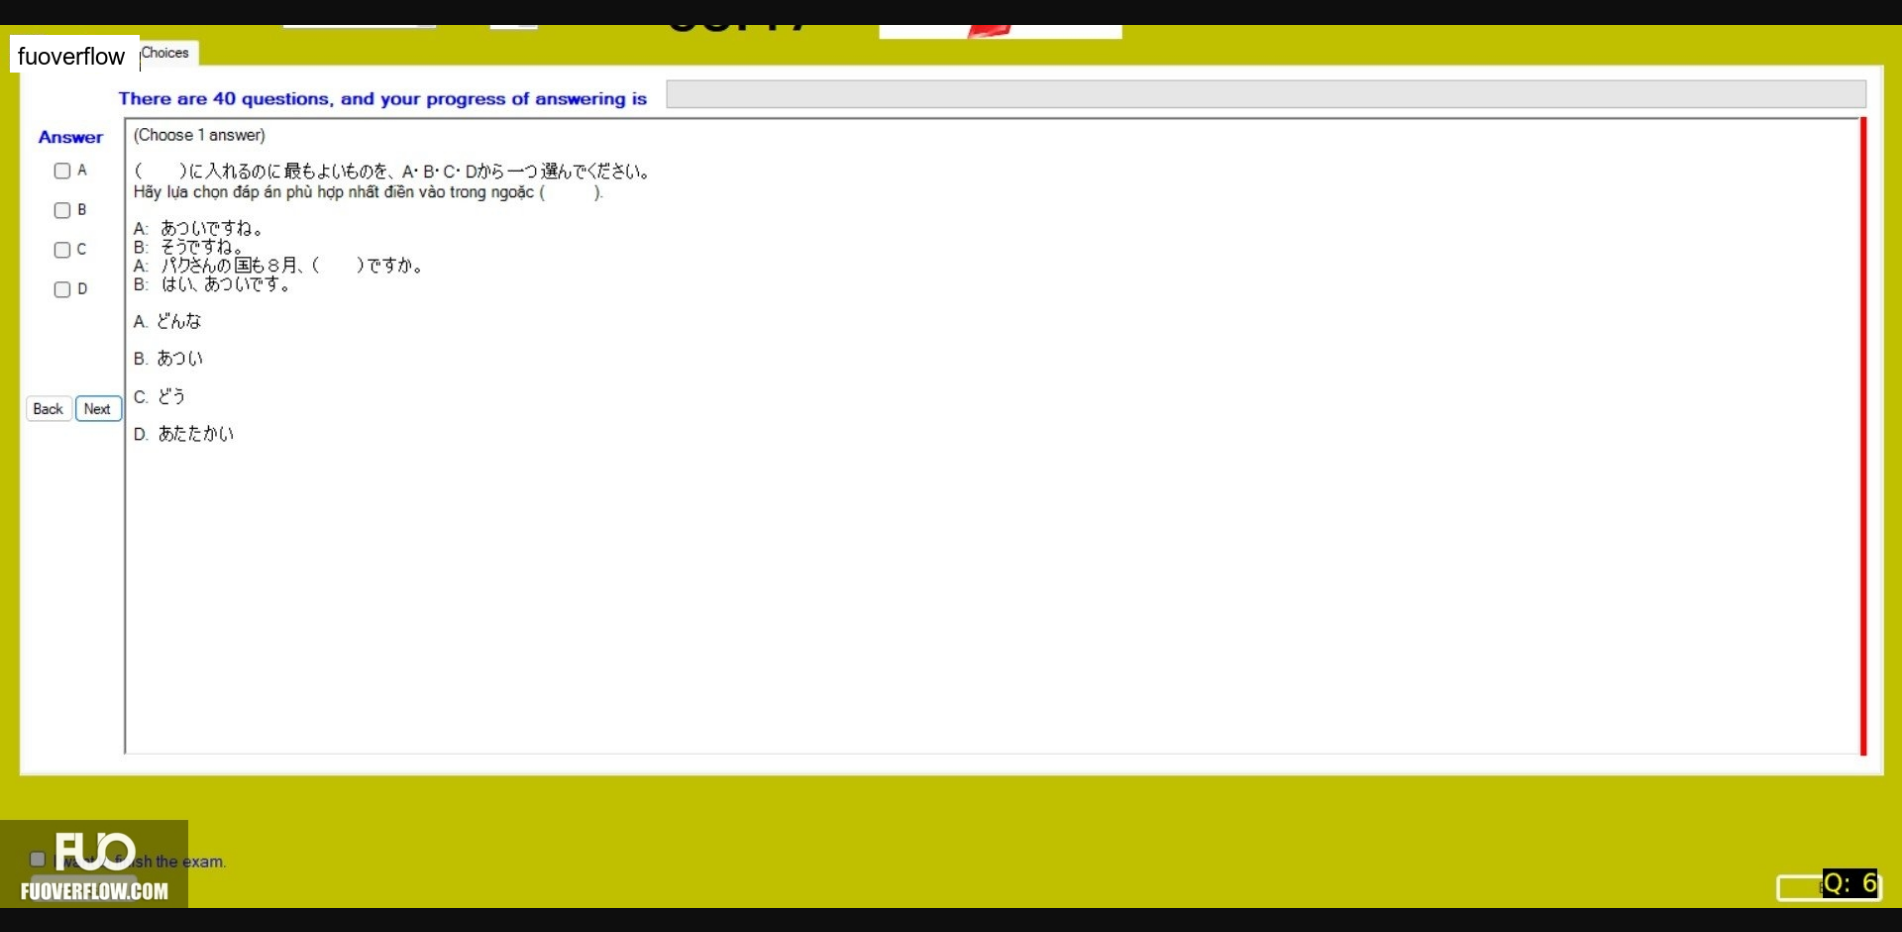 fuoverflow
Choices
There are 40 questions, and your progress of answering is
Answer
(Choose 1 answer)
A
B
C
D
(　　)に入れるのに最もよいものを、A・B・C・Dから一つ選んでください。
Hãy lựa chọn đáp án phù hợp nhất điền vào trong ngoặc (　　).
A: あついですね。
B: そうですね。
A: パクさんの国も８月、(　　)ですか。
B: はい、あついです。
A. どんな
B. あつい
C. どう
D. あたたかい
Back Next
FUO
sh the exam.
FUOVERFLOW.COM
Q: 6